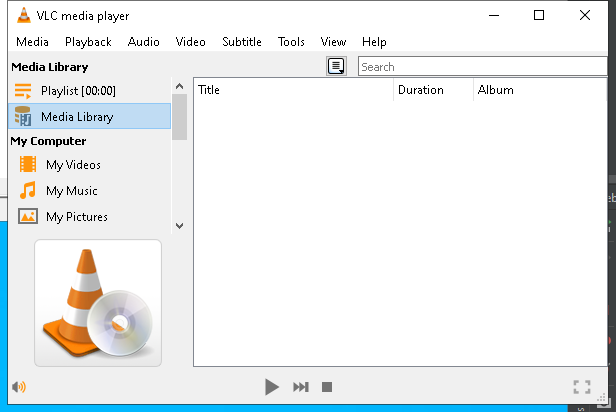 VLC media player
Media Playback Audio Video Subtitle Tools View Help
Media Library
Search
Playlist [00:00]
Title Duration Album
Media Library
My Computer
My Videos
My Music
My Pictures